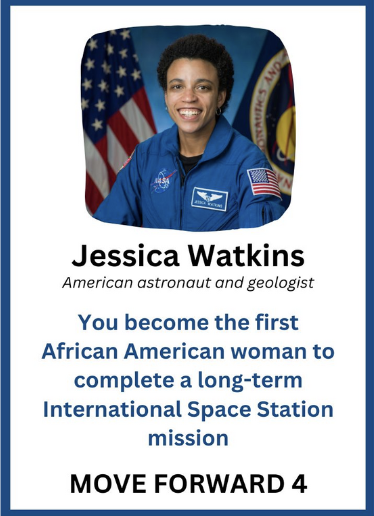 NASA
Jessica Watkins
American astronaut and geologist
You become the first
African American woman to
complete a long-term
International Space Station
mission
MOVE FORWARD 4